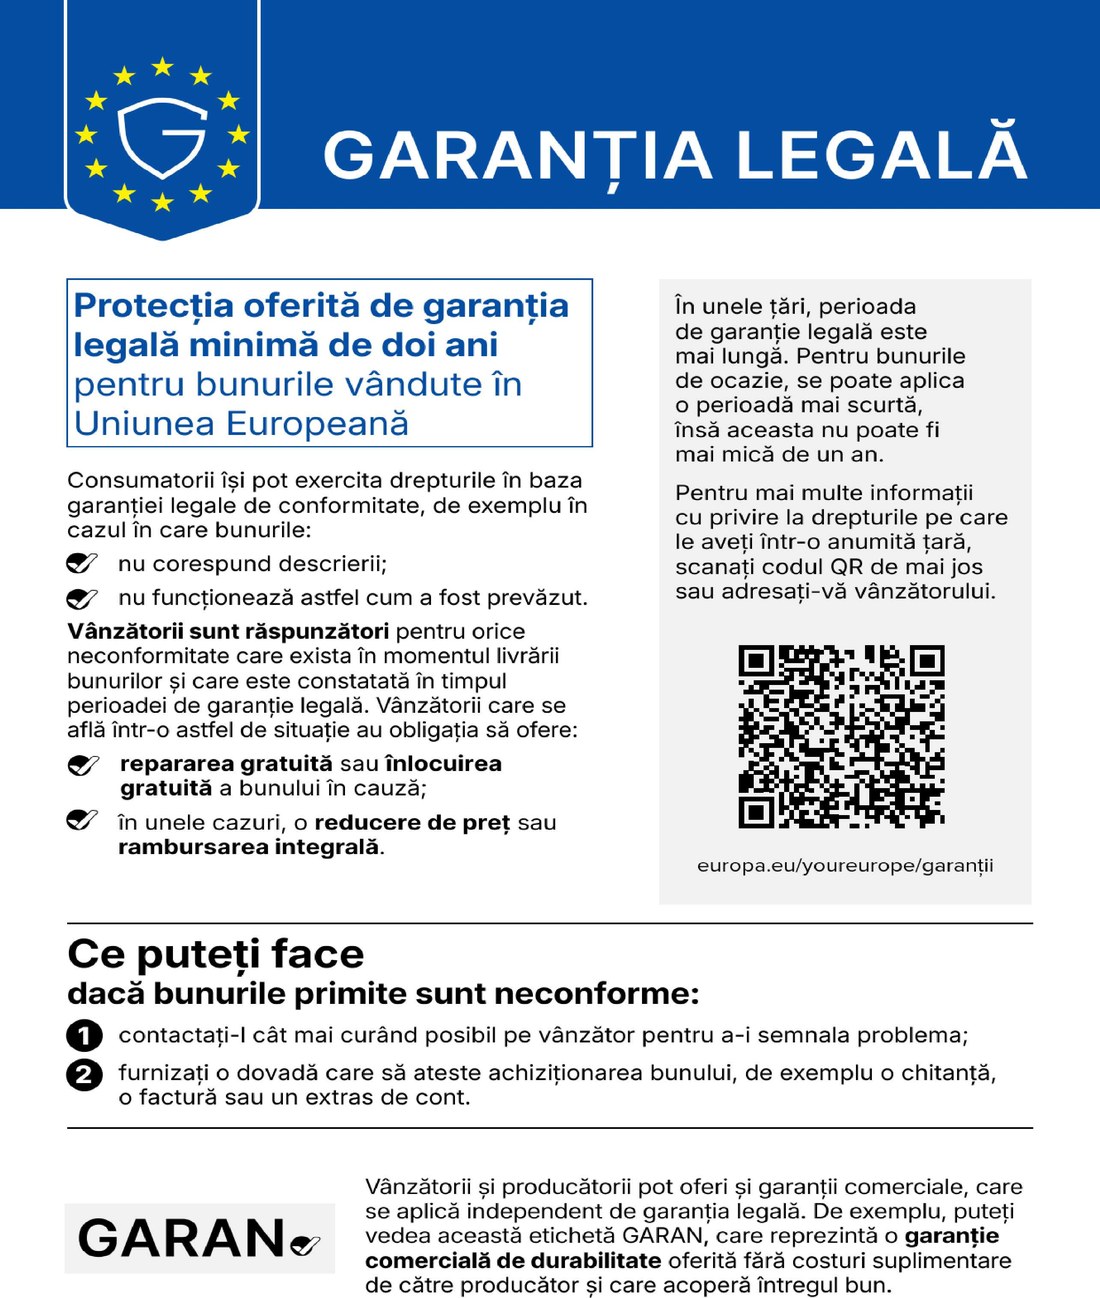 GARANȚIA LEGALĂ
Protecția oferită de garanția
legală minimă de doi ani
pentru bunurile vândute în
Uniunea Europeană
Consumatorii își pot exercita drepturile în baza
garanției legale de conformitate, de exemplu în
cazul în care bunurile:
nu corespund descrierii;
nu funcționează astfel cum a fost prevăzut.
Vânzătorii sunt răspunzători pentru orice
neconformitate care exista în momentul livrării
bunurilor și care este constatată în timpul
perioadei de garanție legală. Vânzătorii care se
află într-o astfel de situație au obligația să ofere:
repararea gratuită sau înlocuirea
gratuită a bunului în cauză;
în unele cazuri, o reducere de preț sau
rambursarea integrală.
În unele țări, perioada
de garanție legală este
mai lungă. Pentru bunurile
de ocazie, se poate aplica
o perioadă mai scurtă,
însă aceasta nu poate fi
mai mică de un an.
Pentru mai multe informații
cu privire la drepturile pe care
le aveți într-o anumită țară,
scanați codul QR de mai jos
sau adresați-vă vânzătorului.
europa.eu/youreurope/garanții
Ce puteți face
dacă bunurile primite sunt neconforme:
1 contactați-l cât mai curând posibil pe vânzător pentru a-i semnala problema;
2 furnizați o dovadă care să ateste achiziționarea bunului, de exemplu o chitanță,
o factură sau un extras de cont.
GARAN
Vânzătorii și producătorii pot oferi și garanții comerciale, care
se aplică independent de garanția legală. De exemplu, puteți
vedea această etichetă GARAN, care reprezintă o garanție
comercială de durabilitate oferită fără costuri suplimentare
de către producător și care acoperă întregul bun.